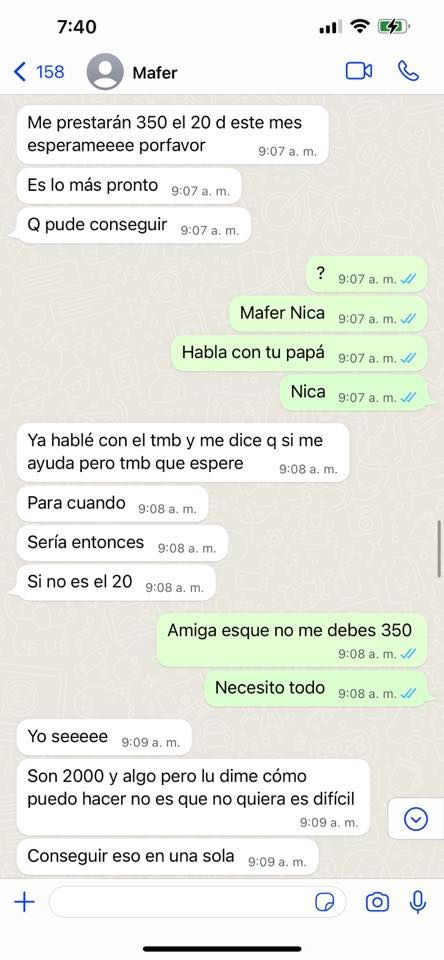 7:40
158
Mafer
Me prestarán 350 el 20 d este mes
esperameeee porfavor
9:07 a. m.
Es lo más pronto 9:07 a. m.
Q pude conseguir 9:07 a. m.
? 9:07 a. m.
Mafer Nica 9:07 a. m.
Habla con tu papá 9:07 a. m.
Nica 9:07 a. m.
Ya hablé con el tmb y me dice q si me
ayuda pero tmb que espere 9:08 a. m.
Para cuando 9:08 a. m.
Sería entonces 9:08 a. m.
Si no es el 20 9:08 a. m.
Amiga esque no me debes 350
9:08 a. m.
Necesito todo 9:08 a. m.
Yo seeeee 9:09 a. m.
Son 2000 y algo pero lu dime cómo
puedo hacer no es que no quiera es difícil
9:09 a. m.
Conseguir eso en una sola 9:09 a. m.